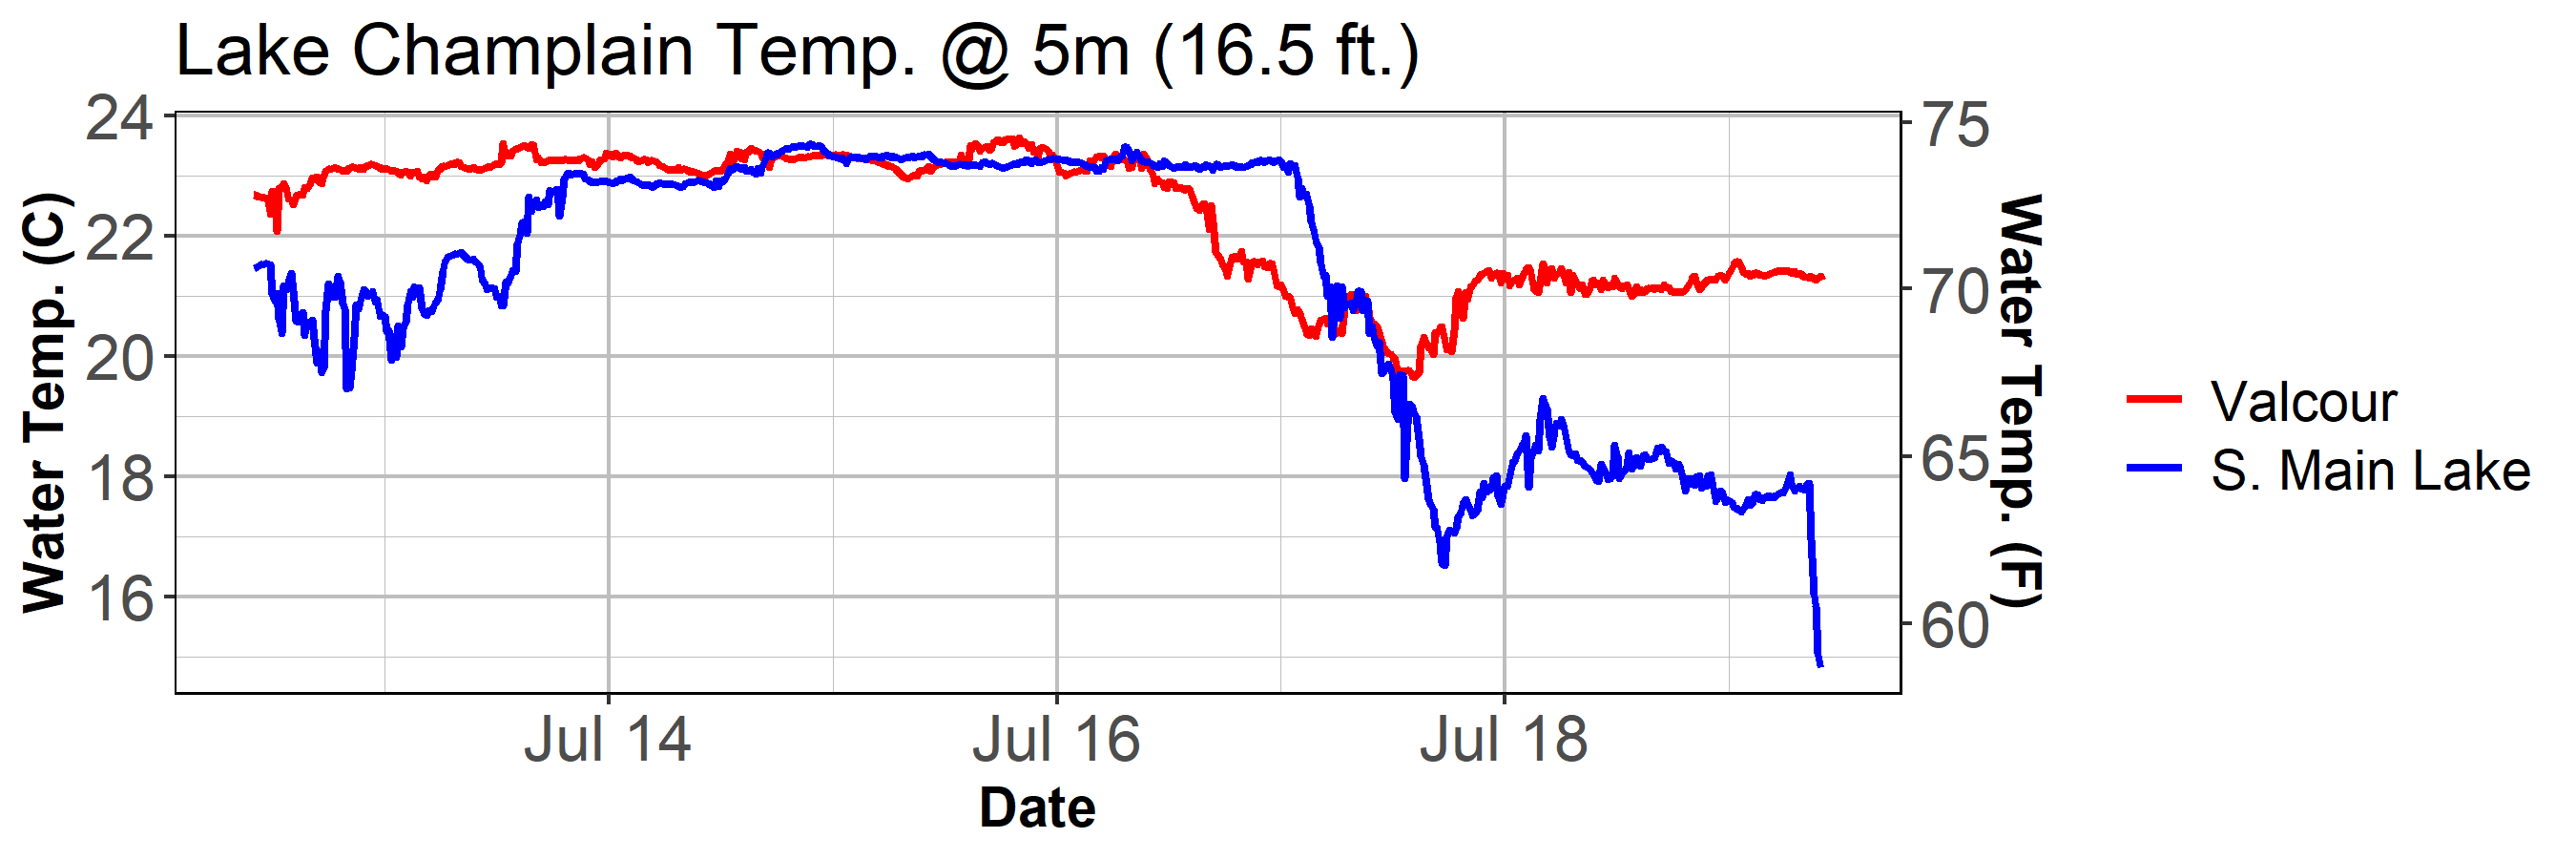 Lake Champlain Temp. @ 5m (16.5 ft.)
Water Temp. (C)
24
22
20
18
16
75
70
65
60
Water Temp. (F)
Jul 14
Jul 16
Jul 18
Date
Valcour
S. Main Lake